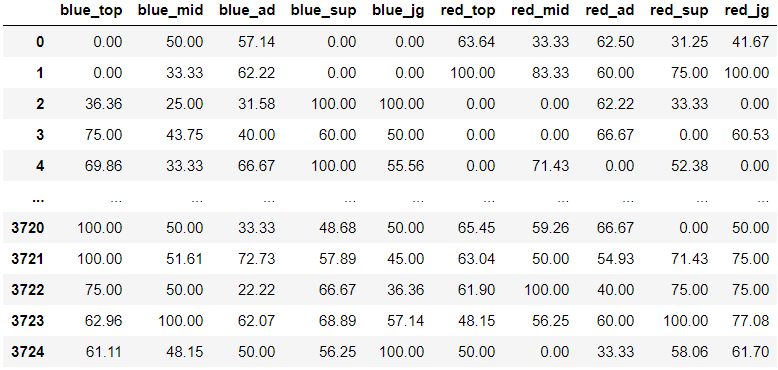 blue_top blue_mid blue_ad blue_sup blue_jg red_top red_mid red_ad red_sup red_jg
0 0.00 50.00 57.14 0.00 0.00 63.64 33.33 62.50 31.25 41.67
1 0.00 33.33 62.22 0.00 0.00 100.00 83.33 60.00 75.00 100.00
2 36.36 25.00 31.58 100.00 100.00 0.00 0.00 62.22 33.33 0.00
3 75.00 43.75 40.00 60.00 50.00 0.00 0.00 66.67 0.00 60.53
4 69.86 33.33 66.67 100.00 55.56 0.00 71.43 0.00 52.38 0.00
... ... ... ... ... ... ... ... ... ... ...
3720 100.00 50.00 33.33 48.68 50.00 65.45 59.26 66.67 0.00 50.00
3721 100.00 51.61 72.73 57.89 45.00 63.04 50.00 54.93 71.43 75.00
3722 75.00 50.00 22.22 66.67 36.36 61.90 100.00 40.00 75.00 75.00
3723 62.96 100.00 62.07 68.89 57.14 48.15 56.25 60.00 100.00 77.08
3724 61.11 48.15 50.00 56.25 100.00 50.00 0.00 33.33 58.06 61.70